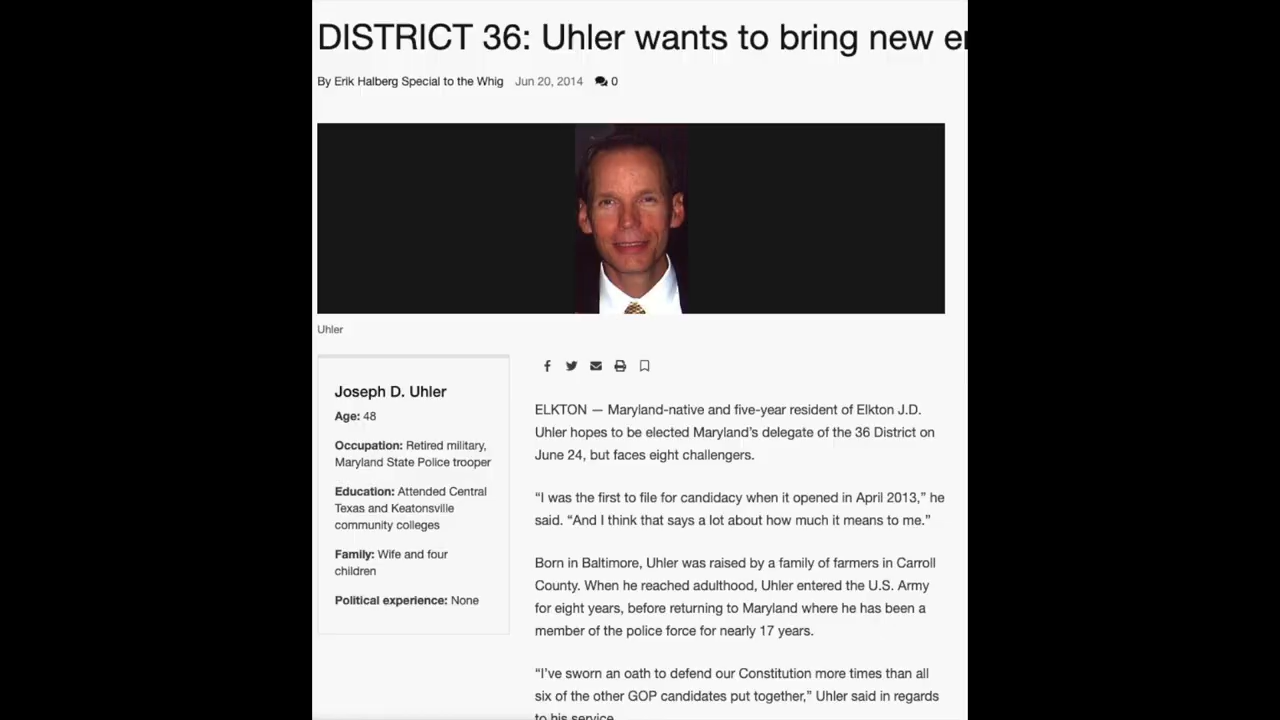 DISTRICT 36: Uhler wants to bring new
By Erik Halberg Special to the Whig Jun 20, 2014 0
Uhler
Joseph D. Uhler
Age: 48
Occupation: Retired military,
Maryland State Police trooper
Education: Attended Central
Texas and Keatonsville
community colleges
Family: Wife and four
children
Political experience: None
ELKTON — Maryland-native and five-year resident of Elkton J.D.
Uhler hopes to be elected Maryland’s delegate of the 36 District on
June 24, but faces eight challengers.
“I was the first to file for candidacy when it opened in April 2013,” he
said. “And I think that says a lot about how much it means to me.”
Born in Baltimore, Uhler was raised by a family of farmers in Carroll
County. When he reached adulthood, Uhler entered the U.S. Army
for eight years, before returning to Maryland where he has been a
member of the police force for nearly 17 years.
“I’ve sworn an oath to defend our Constitution more times than all
six of the other GOP candidates put together,” Uhler said in regards
to his service.